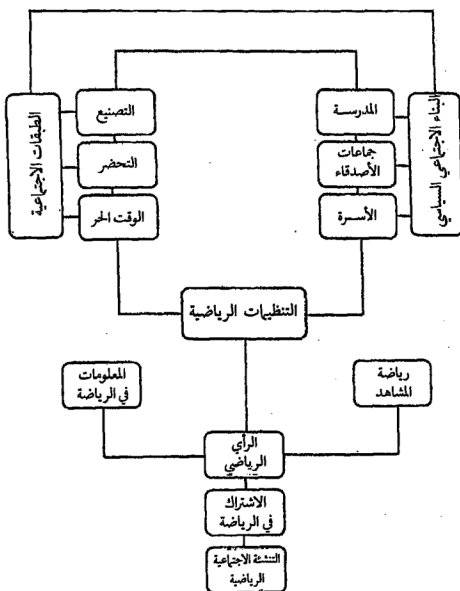 البناء الاجتماعي السياسي
المدرسة
جماعات
الأصدقاء
الأسرة
التصنيع
التحضر
الوقت الحر
الطبقات الاجتماعية
التنظيمات الرياضية
رياضة
المشاهد
المعلومات
في الرياضة
الرأي
الرياضي
الاشتراك
في الرياضة
التنشئة الاجتماعية
الرياضية